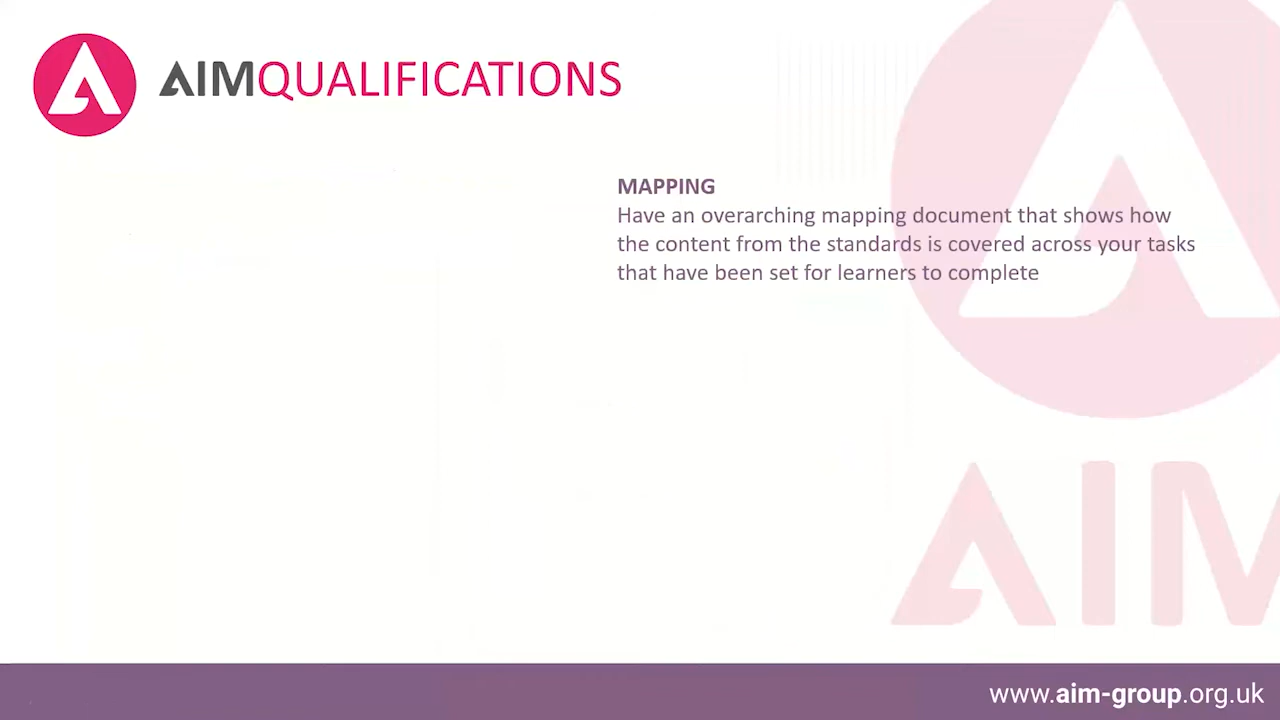 AIMQUALIFICATIONS
MAPPING
Have an overarching mapping document that shows how
the content from the standards is covered across your tasks
that have been set for learners to complete
AIM
www.aim-group.org.uk